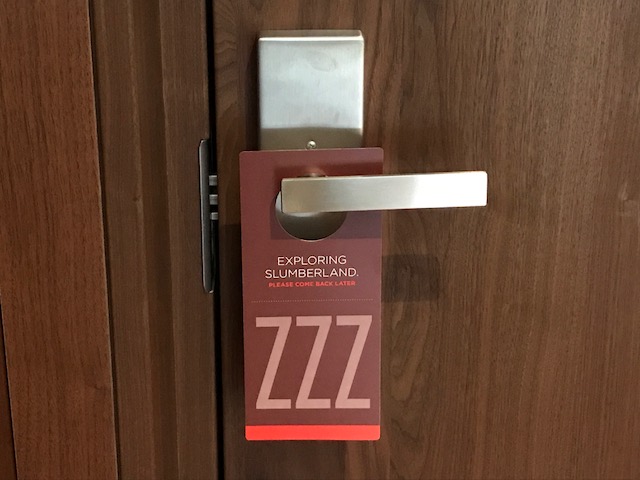 EXPLORING
SLUMBERLAND.
PLEASE COME BACK LATER
ZZZ